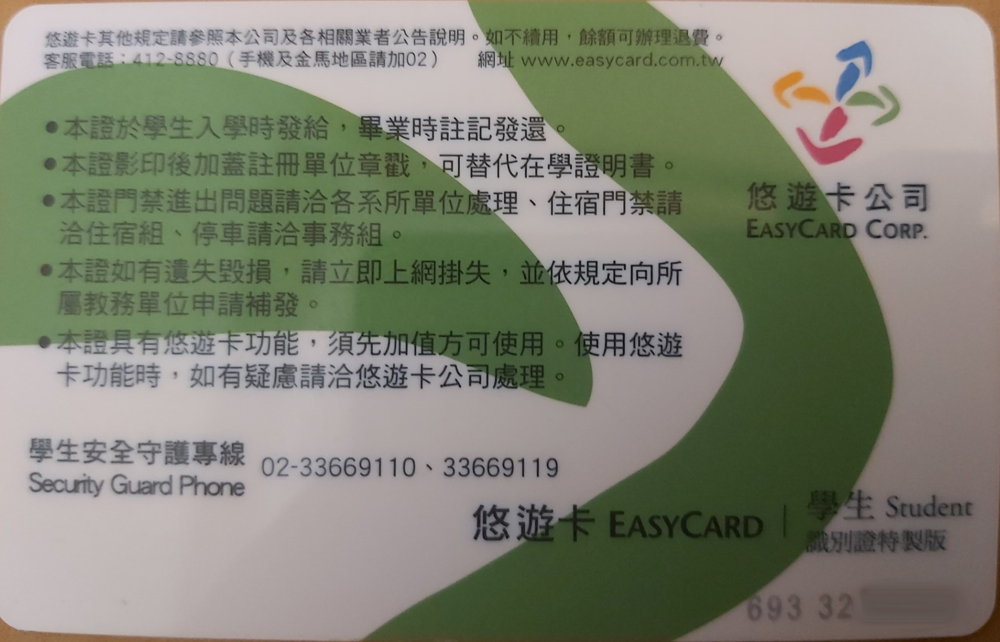 悠遊卡其他規定請參照本公司及各相關業者公告說明。如不續用，餘額可辦理退費。
客服電話：412-8880（手機及金馬地區請加02） 網址 www.easycard.com.tw
●本證於學生入學時發給，畢業時註記發還。
●本證影印後加蓋註冊單位章戳，可替代在學證明書。
●本證門禁進出問題請洽各系所單位處理、住宿門禁請
洽住宿組、停車請洽事務組。
●本證如有遺失毀損，請立即上網掛失，並依規定向所
屬教務單位申請補發。
●本證具有悠遊卡功能，須先加值方可使用。使用悠遊
卡功能時，如有疑慮請洽悠遊卡公司處理。
悠遊卡公司
EASYCARD CORP.
學生安全守護專線
Security Guard Phone
02-33669110、33669119
悠遊卡 EASYCARD
學生 Student
識別證特製版
693 32